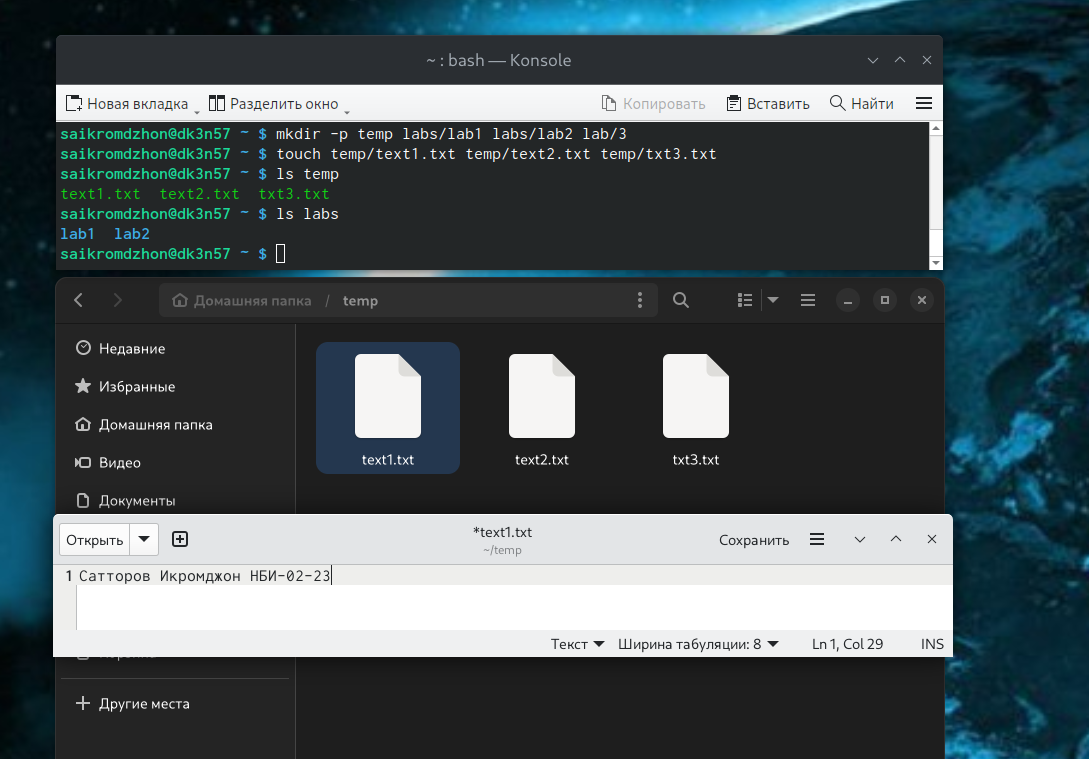 ~ : bash — Konsole
Новая вкладка Разделить окно Копировать Вставить Найти
saikromdzhon@dk3n57 ~ $ mkdir -p temp labs/lab1 labs/lab2 lab/3
saikromdzhon@dk3n57 ~ $ touch temp/text1.txt temp/text2.txt temp/txt3.txt
saikromdzhon@dk3n57 ~ $ ls temp
text1.txt text2.txt txt3.txt
saikromdzhon@dk3n57 ~ $ ls labs
lab1 lab2
saikromdzhon@dk3n57 ~ $
Домашняя папка / temp
Недавние
Избранные
Домашняя папка
Видео
Документы
text1.txt text2.txt txt3.txt
Открыть *text1.txt Сохранить
~/temp
1 Сатторов Икромджон НБИ-02-23
Текст Ширина табуляции: 8 Ln 1, Col 29 INS
Другие места